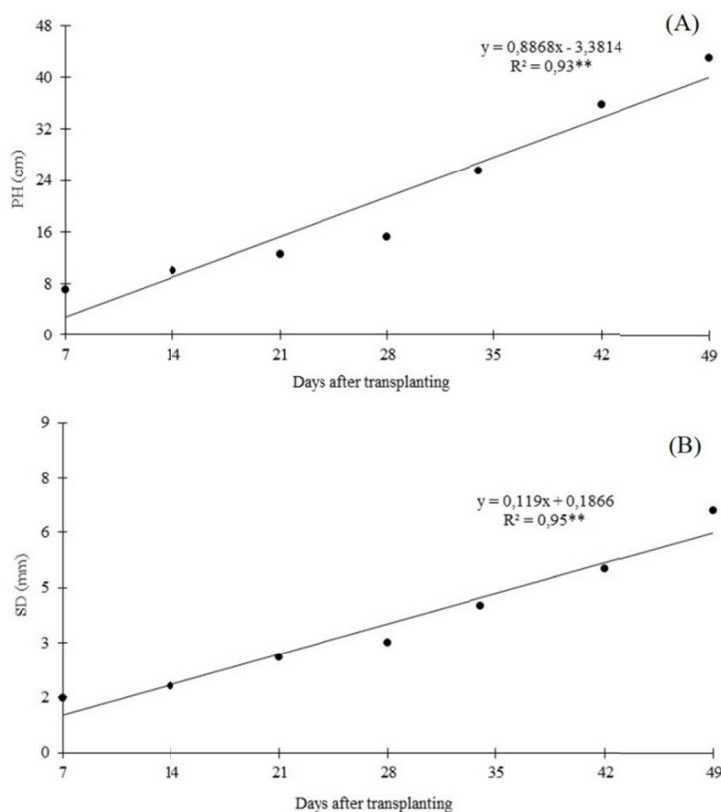 (A)
y = 0,8868x - 3,3814
R² = 0,93**
48
40
32
24
16
8
0
PH (cm)
7 14 21 28 35 42 49
Days after transplanting
(B)
y = 0,119x + 0,1866
R² = 0,95**
9
8
6
5
3
2
0
SD (mm)
7 14 21 28 35 42 49
Days after transplanting